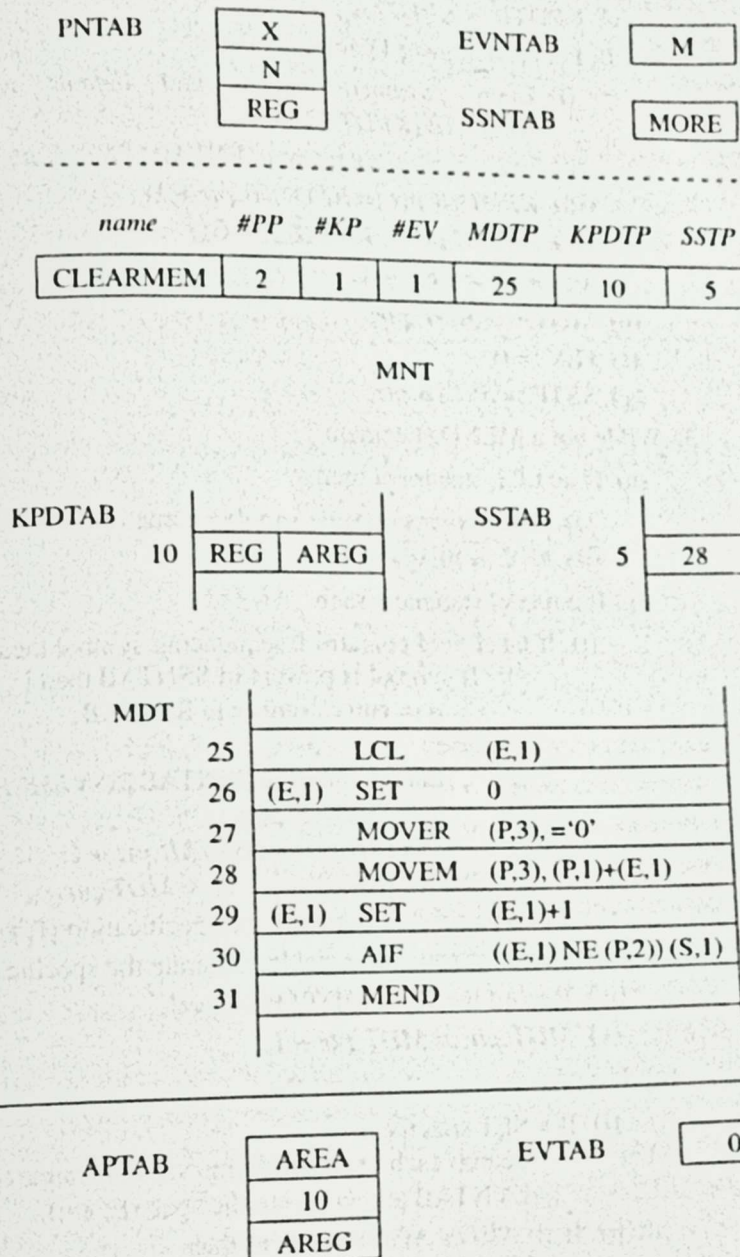 PNTAB X EVNTAB M
N
REG SSNTAB MORE
name #PP #KP #EV MDTP KPDTP SSTP
CLEARMEM 2 1 1 25 10 5
MNT
KPDTAB SSTAB
10 REG AREG 5 28
MDT
25 LCL (E,1)
26 (E,1) SET 0
27 MOVER (P,3), ='0'
28 MOVEM (P,3), (P,1)+(E,1)
29 (E,1) SET (E,1)+1
30 AIF ((E,1) NE (P,2)) (S,1)
31 MEND
APTAB AREA EVTAB 0
10
AREG